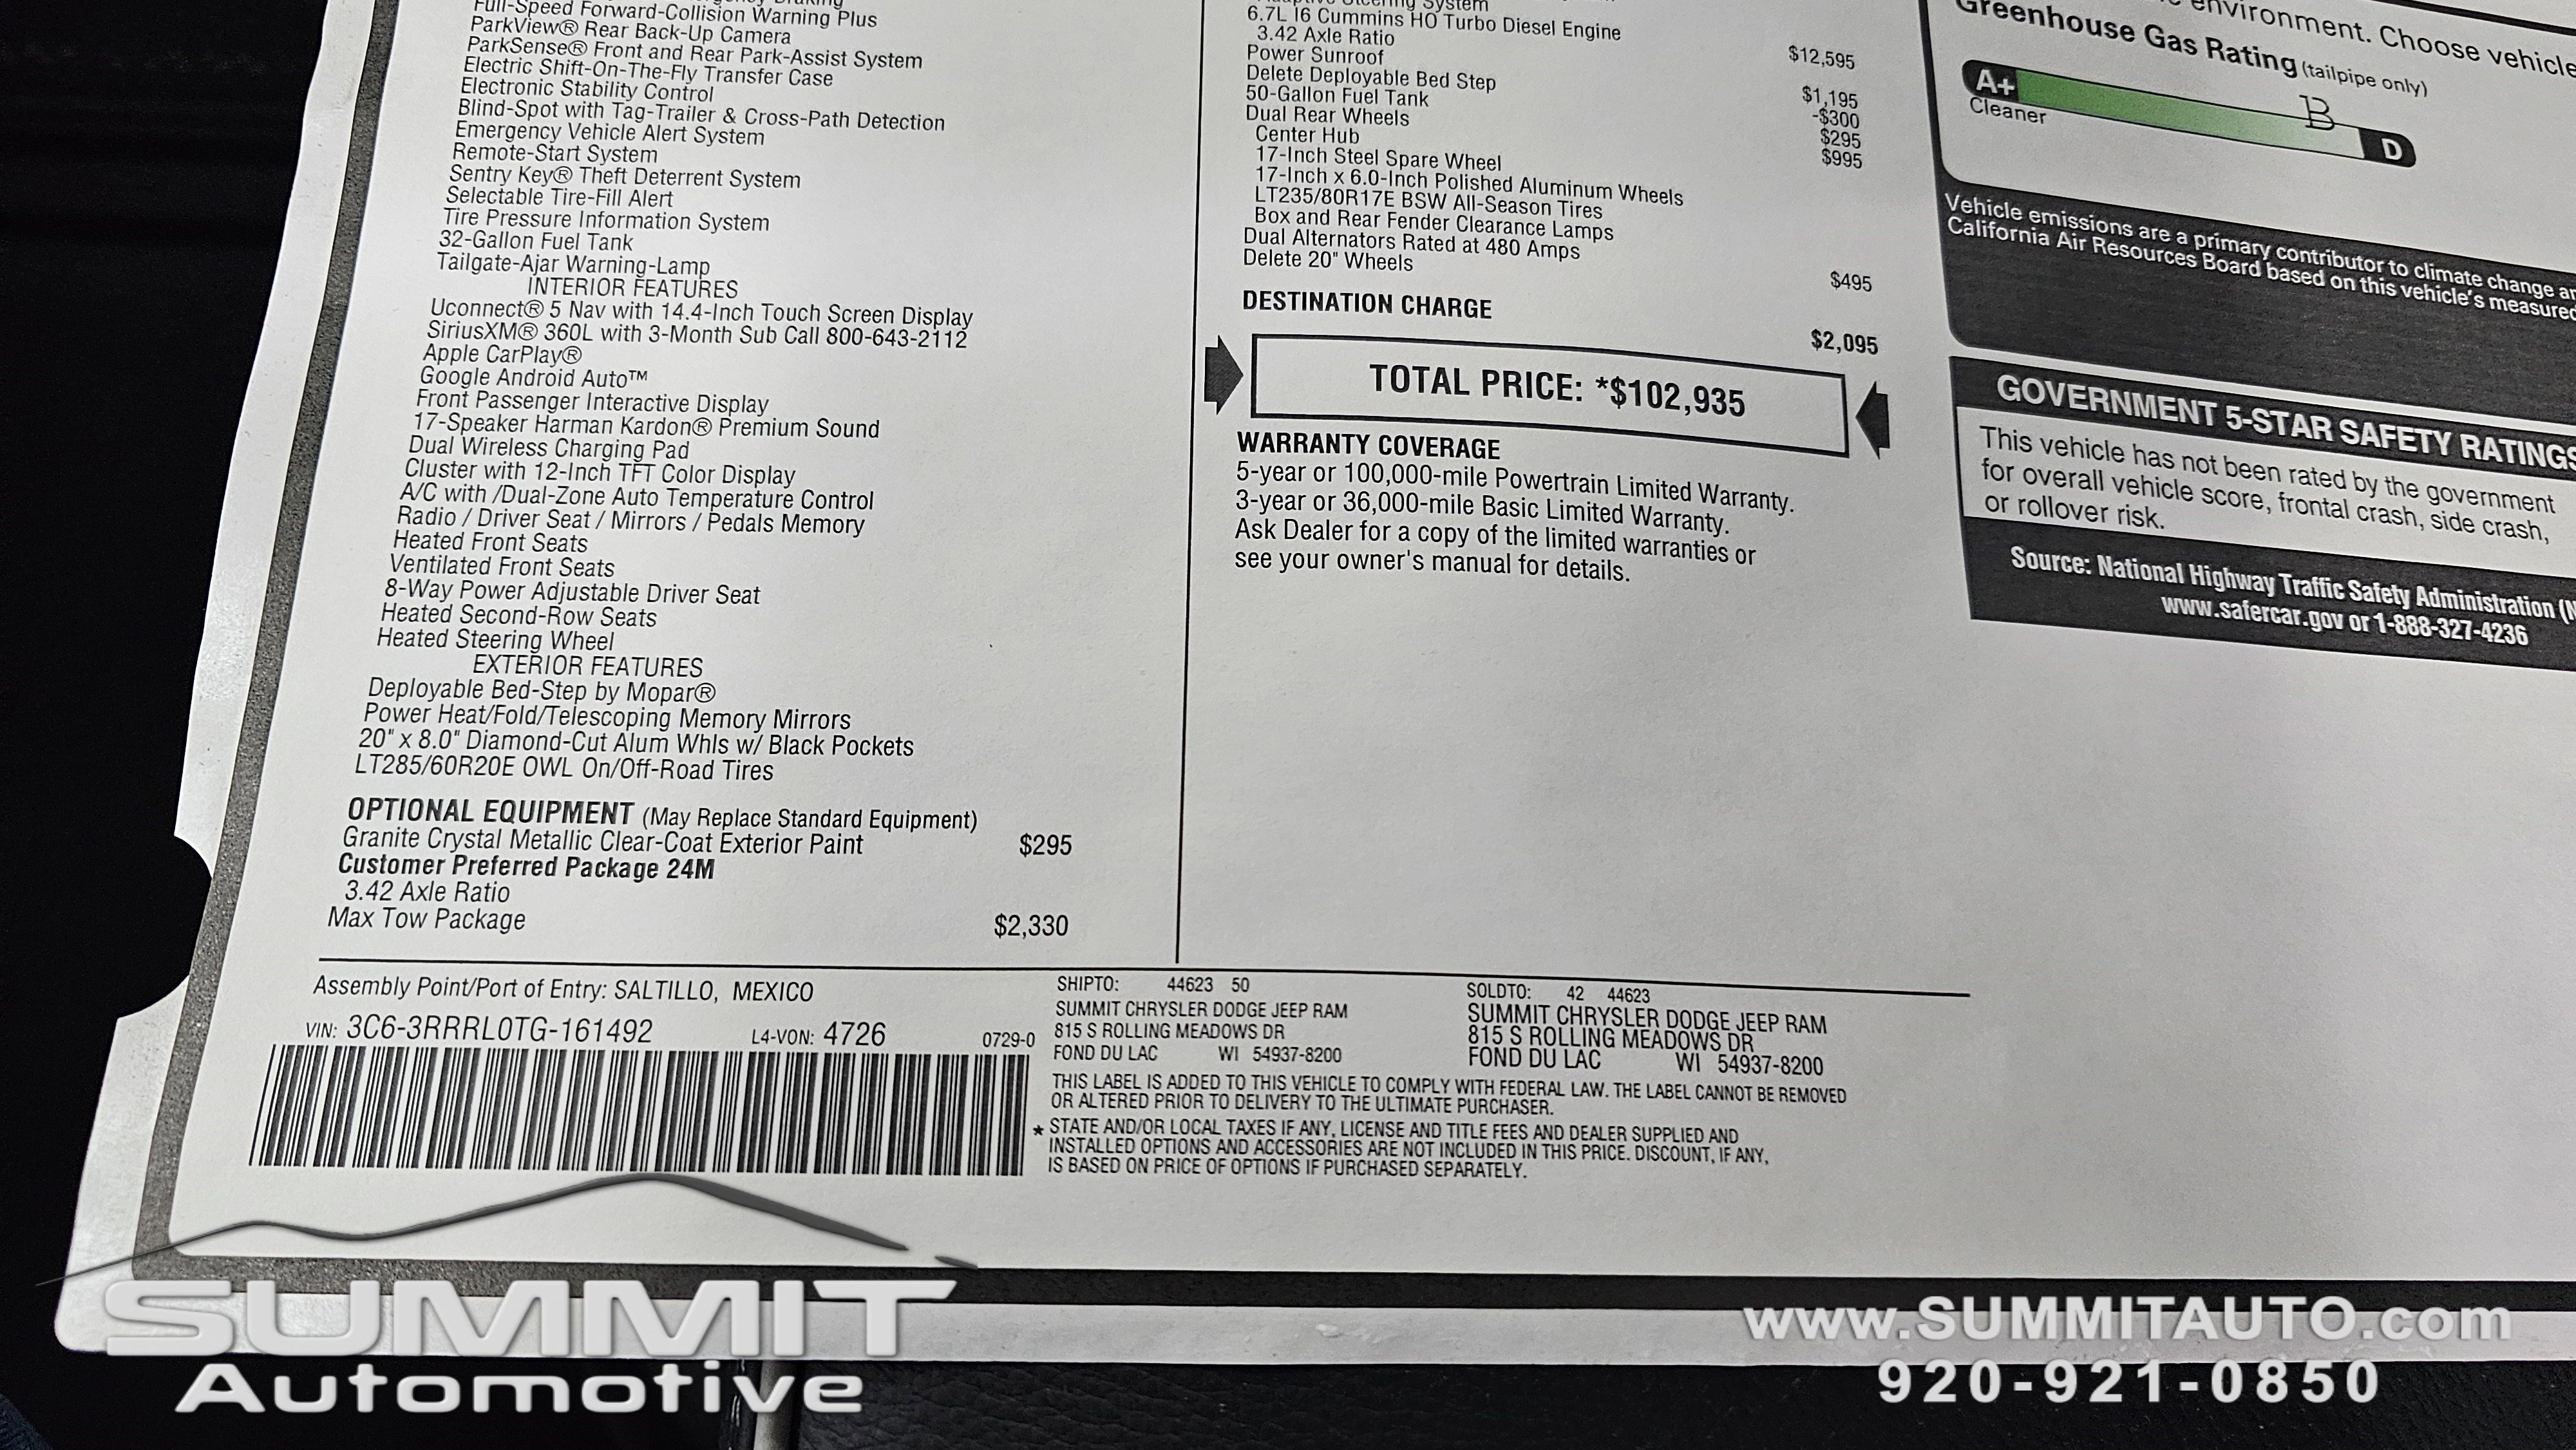 Full-Speed Forward-Collision Warning Plus
ParkView® Rear Back-Up Camera
ParkSense® Front and Rear Park-Assist System
Electric Shift-On-The-Fly Transfer Case
Electronic Stability Control
Blind-Spot with Tag-Trailer & Cross-Path Detection
Emergency Vehicle Alert System
Remote-Start System
Sentry Key® Theft Deterrent System
Selectable Tire-Fill Alert
Tire Pressure Information System
32-Gallon Fuel Tank
Tailgate-Ajar Warning-Lamp
INTERIOR FEATURES
Uconnect® 5 Nav with 14.4-Inch Touch Screen Display
SiriusXM® 360L with 3-Month Sub Call 800-643-2112
Apple CarPlay®
Google Android Auto™
Front Passenger Interactive Display
17-Speaker Harman Kardon® Premium Sound
Dual Wireless Charging Pad
Cluster with 12-Inch TFT Color Display
A/C with /Dual-Zone Auto Temperature Control
Radio / Driver Seat / Mirrors / Pedals Memory
Heated Front Seats
Ventilated Front Seats
8-Way Power Adjustable Driver Seat
Heated Second-Row Seats
Heated Steering Wheel
EXTERIOR FEATURES
Deployable Bed-Step by Mopar®
Power Heat/Fold/Telescoping Memory Mirrors
20" x 8.0" Diamond-Cut Alum Whls w/ Black Pockets
LT285/60R20E OWL On/Off-Road Tires
OPTIONAL EQUIPMENT (May Replace Standard Equipment)
Granite Crystal Metallic Clear-Coat Exterior Paint $295
Customer Preferred Package 24M
3.42 Axle Ratio
Max Tow Package $2,330
Steering System
6.7L I6 Cummins HO Turbo Diesel Engine $12,595
3.42 Axle Ratio
Power Sunroof $1,195
Delete Deployable Bed Step -$300
50-Gallon Fuel Tank $295
Dual Rear Wheels $995
Center Hub
17-Inch Steel Spare Wheel
17-Inch x 6.0-Inch Polished Aluminum Wheels
LT235/80R17E BSW All-Season Tires
Box and Rear Fender Clearance Lamps
Dual Alternators Rated at 480 Amps $495
Delete 20" Wheels
DESTINATION CHARGE $2,095
TOTAL PRICE: *$102,935
WARRANTY COVERAGE
5-year or 100,000-mile Powertrain Limited Warranty.
3-year or 36,000-mile Basic Limited Warranty.
Ask Dealer for a copy of the limited warranties or
see your owner's manual for details.
environment. Choose vehicle
Greenhouse Gas Rating (tailpipe only)
A+ B D
Cleaner
Vehicle emissions are a primary contributor to climate change
California Air Resources Board based on this vehicle's measured
GOVERNMENT 5-STAR SAFETY RATINGS
This vehicle has not been rated by the government
for overall vehicle score, frontal crash, side crash,
or rollover risk.
Source: National Highway Traffic Safety Administration
www.safercar.gov or 1-888-327-4236
Assembly Point/Port of Entry: SALTILLO, MEXICO
VIN: 3C6-3RRRL0TG-161492 L4-VON: 4726 0729-0
SHIPTO: 44623 50
SUMMIT CHRYSLER DODGE JEEP RAM
815 S ROLLING MEADOWS DR
FOND DU LAC WI 54937-8200
SOLDTO: 42 44623
SUMMIT CHRYSLER DODGE JEEP RAM
815 S ROLLING MEADOWS DR
FOND DU LAC WI 54937-8200
THIS LABEL IS ADDED TO THIS VEHICLE TO COMPLY WITH FEDERAL LAW. THE LABEL CANNOT BE REMOVED
OR ALTERED PRIOR TO DELIVERY TO THE ULTIMATE PURCHASER.
* STATE AND/OR LOCAL TAXES IF ANY, LICENSE AND TITLE FEES AND DEALER SUPPLIED AND
INSTALLED OPTIONS AND ACCESSORIES ARE NOT INCLUDED IN THIS PRICE. DISCOUNT, IF ANY,
IS BASED ON PRICE OF OPTIONS IF PURCHASED SEPARATELY.
SUMMIT
Automotive
www.SUMMITAUTO.com
920-921-0850